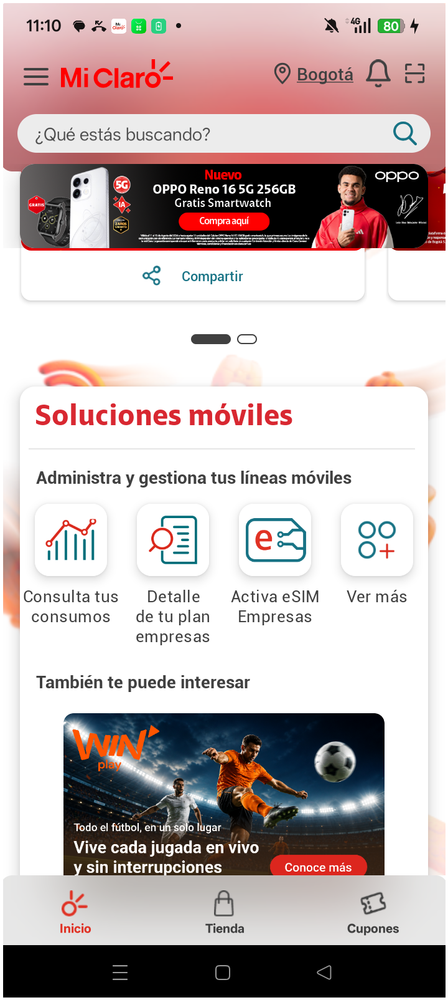 11:10
Mi Claro
4G
80
Mi Claro
Bogotá
¿Qué estás buscando?
GRATIS
5G
IA
2 AÑOS
Nuevo
OPPO Reno 16 5G 256GB
Gratis Smartwatch
Compra aquí
oppo
Compartir
Soluciones móviles
Administra y gestiona tus líneas móviles
Consulta tus
consumos
Detalle
de tu plan
empresas
e
Activa eSIM
Empresas
Ver más
También te puede interesar
WIN
play
Todo el fútbol, en un solo lugar
Vive cada jugada en vivo
y sin interrupciones
Conoce más
Inicio
Tienda
Cupones